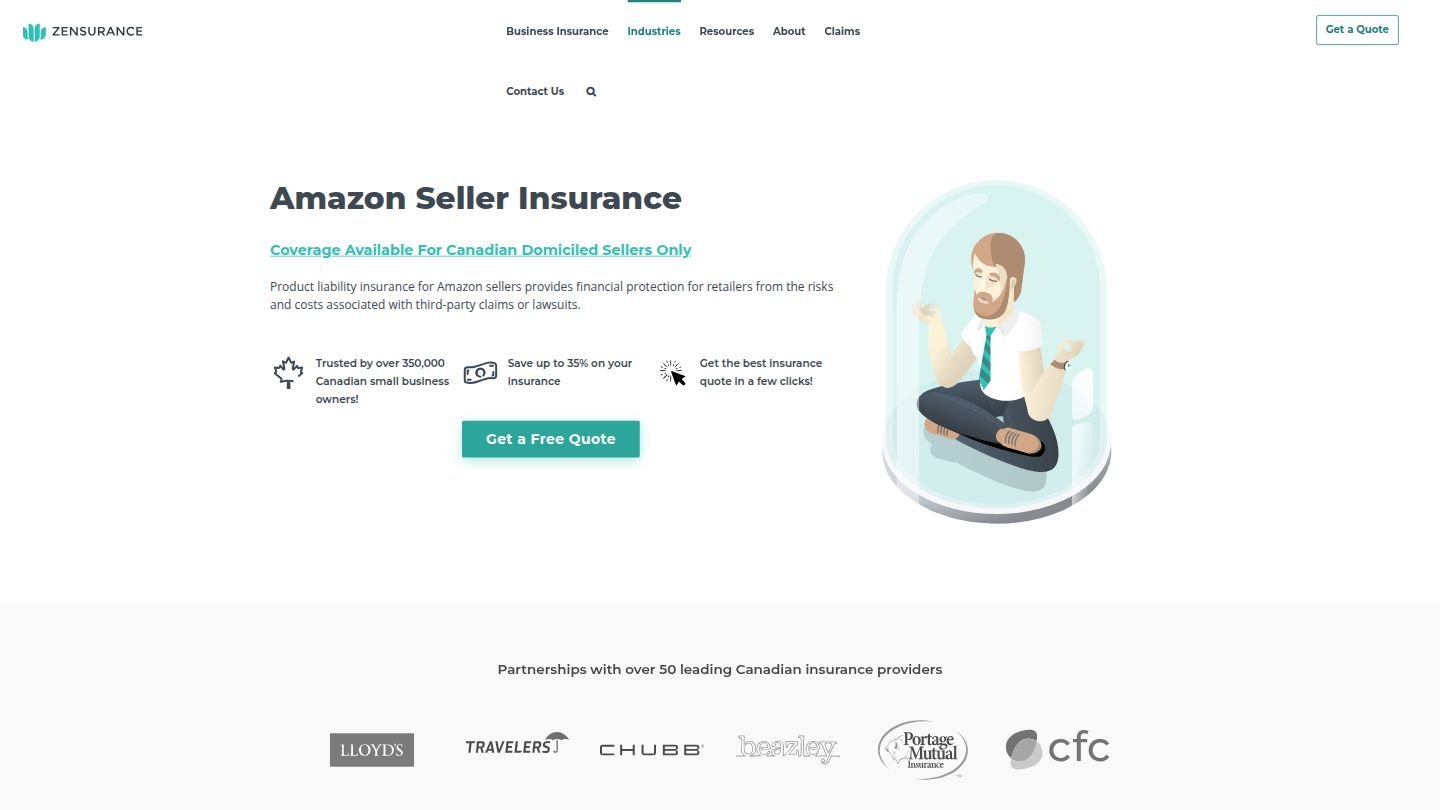 ZENSURANCE
Business Insurance Industries Resources About Claims
Get a Quote
Contact Us
Amazon Seller Insurance
Coverage Available For Canadian Domiciled Sellers Only
Product liability insurance for Amazon sellers provides financial protection for retailers from the risks
and costs associated with third-party claims or lawsuits.
Trusted by over 350,000
Canadian small business
owners!
Save up to 35% on your
insurance
Get the best insurance
quote in a few clicks!
Get a Free Quote
Partnerships with over 50 leading Canadian insurance providers
LLOYD'S
TRAVELERS
CHUBB®
beazley
Portage
Mutual
Insurance
cfc